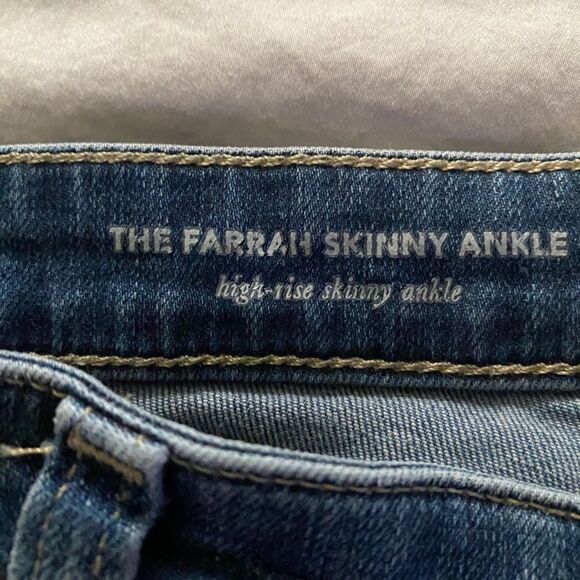 THE FARRAH SKINNY ANKLE
high-rise skinny ankle